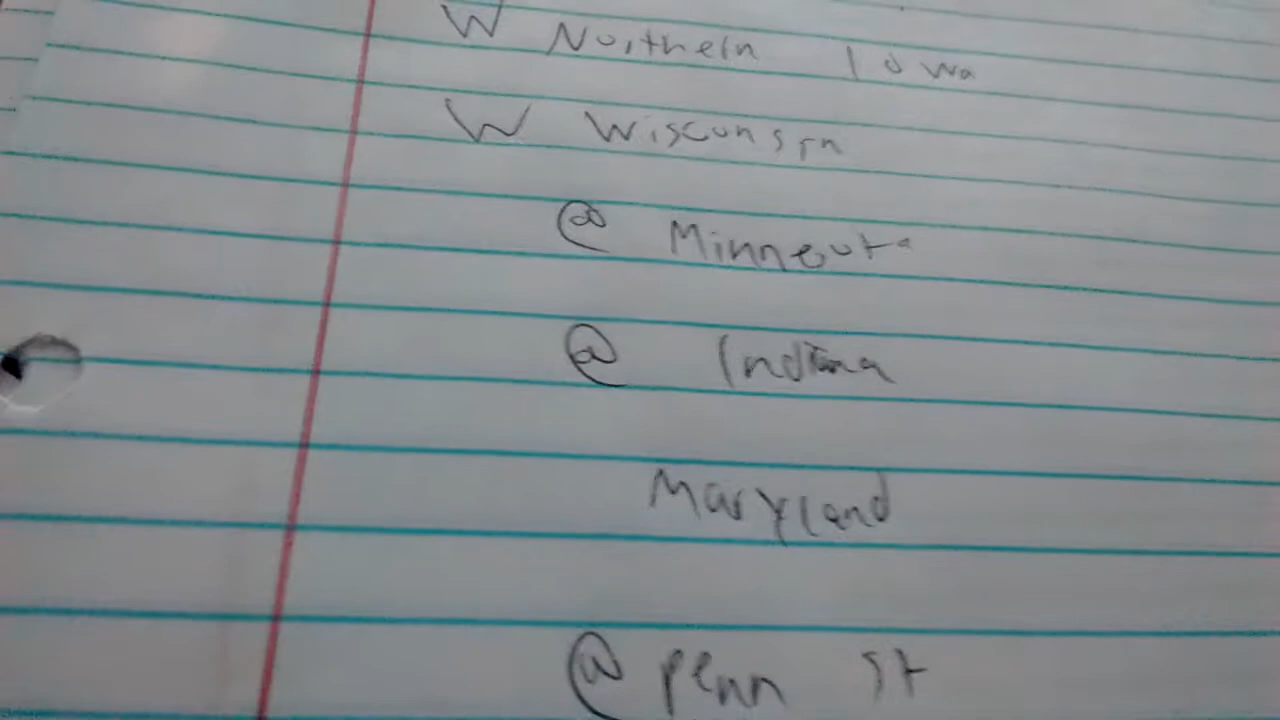 W Northern Iowa
W Wisconsin
@ Minnesota
@ Indiana
Maryland
@ Penn St